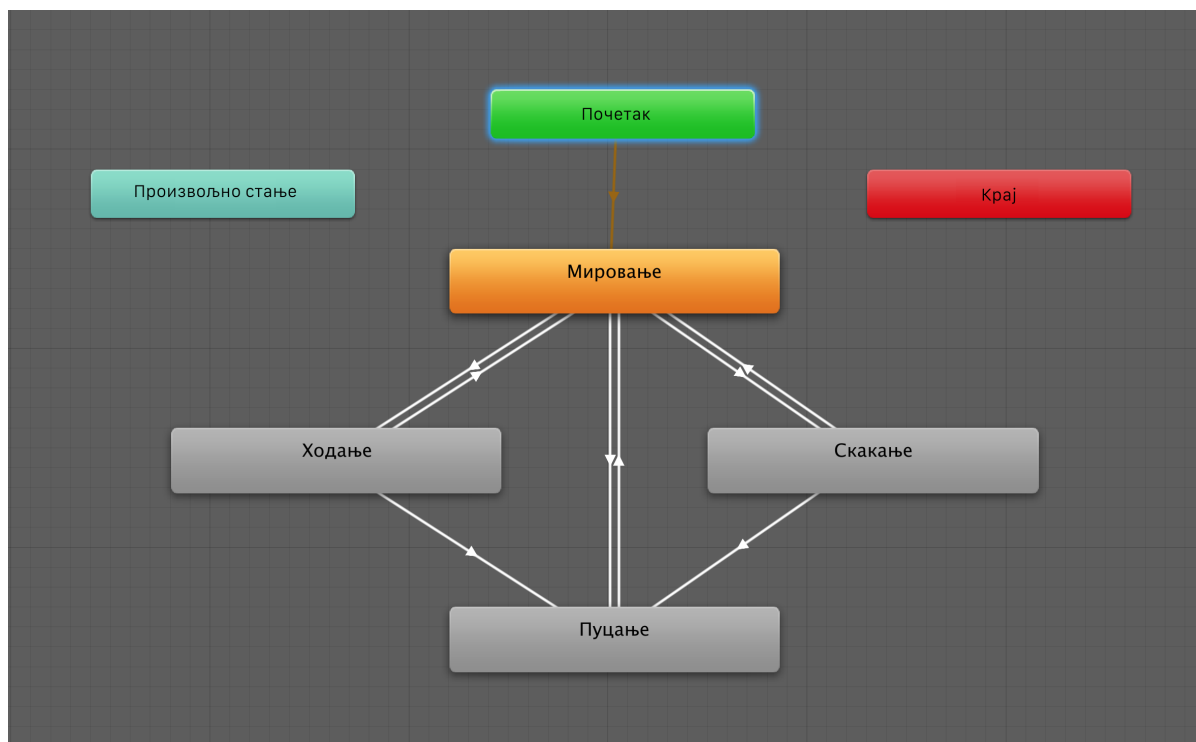 Почетак
Произвољно стање
Крај
Мировање
Ходање
Скакање
Пуцање